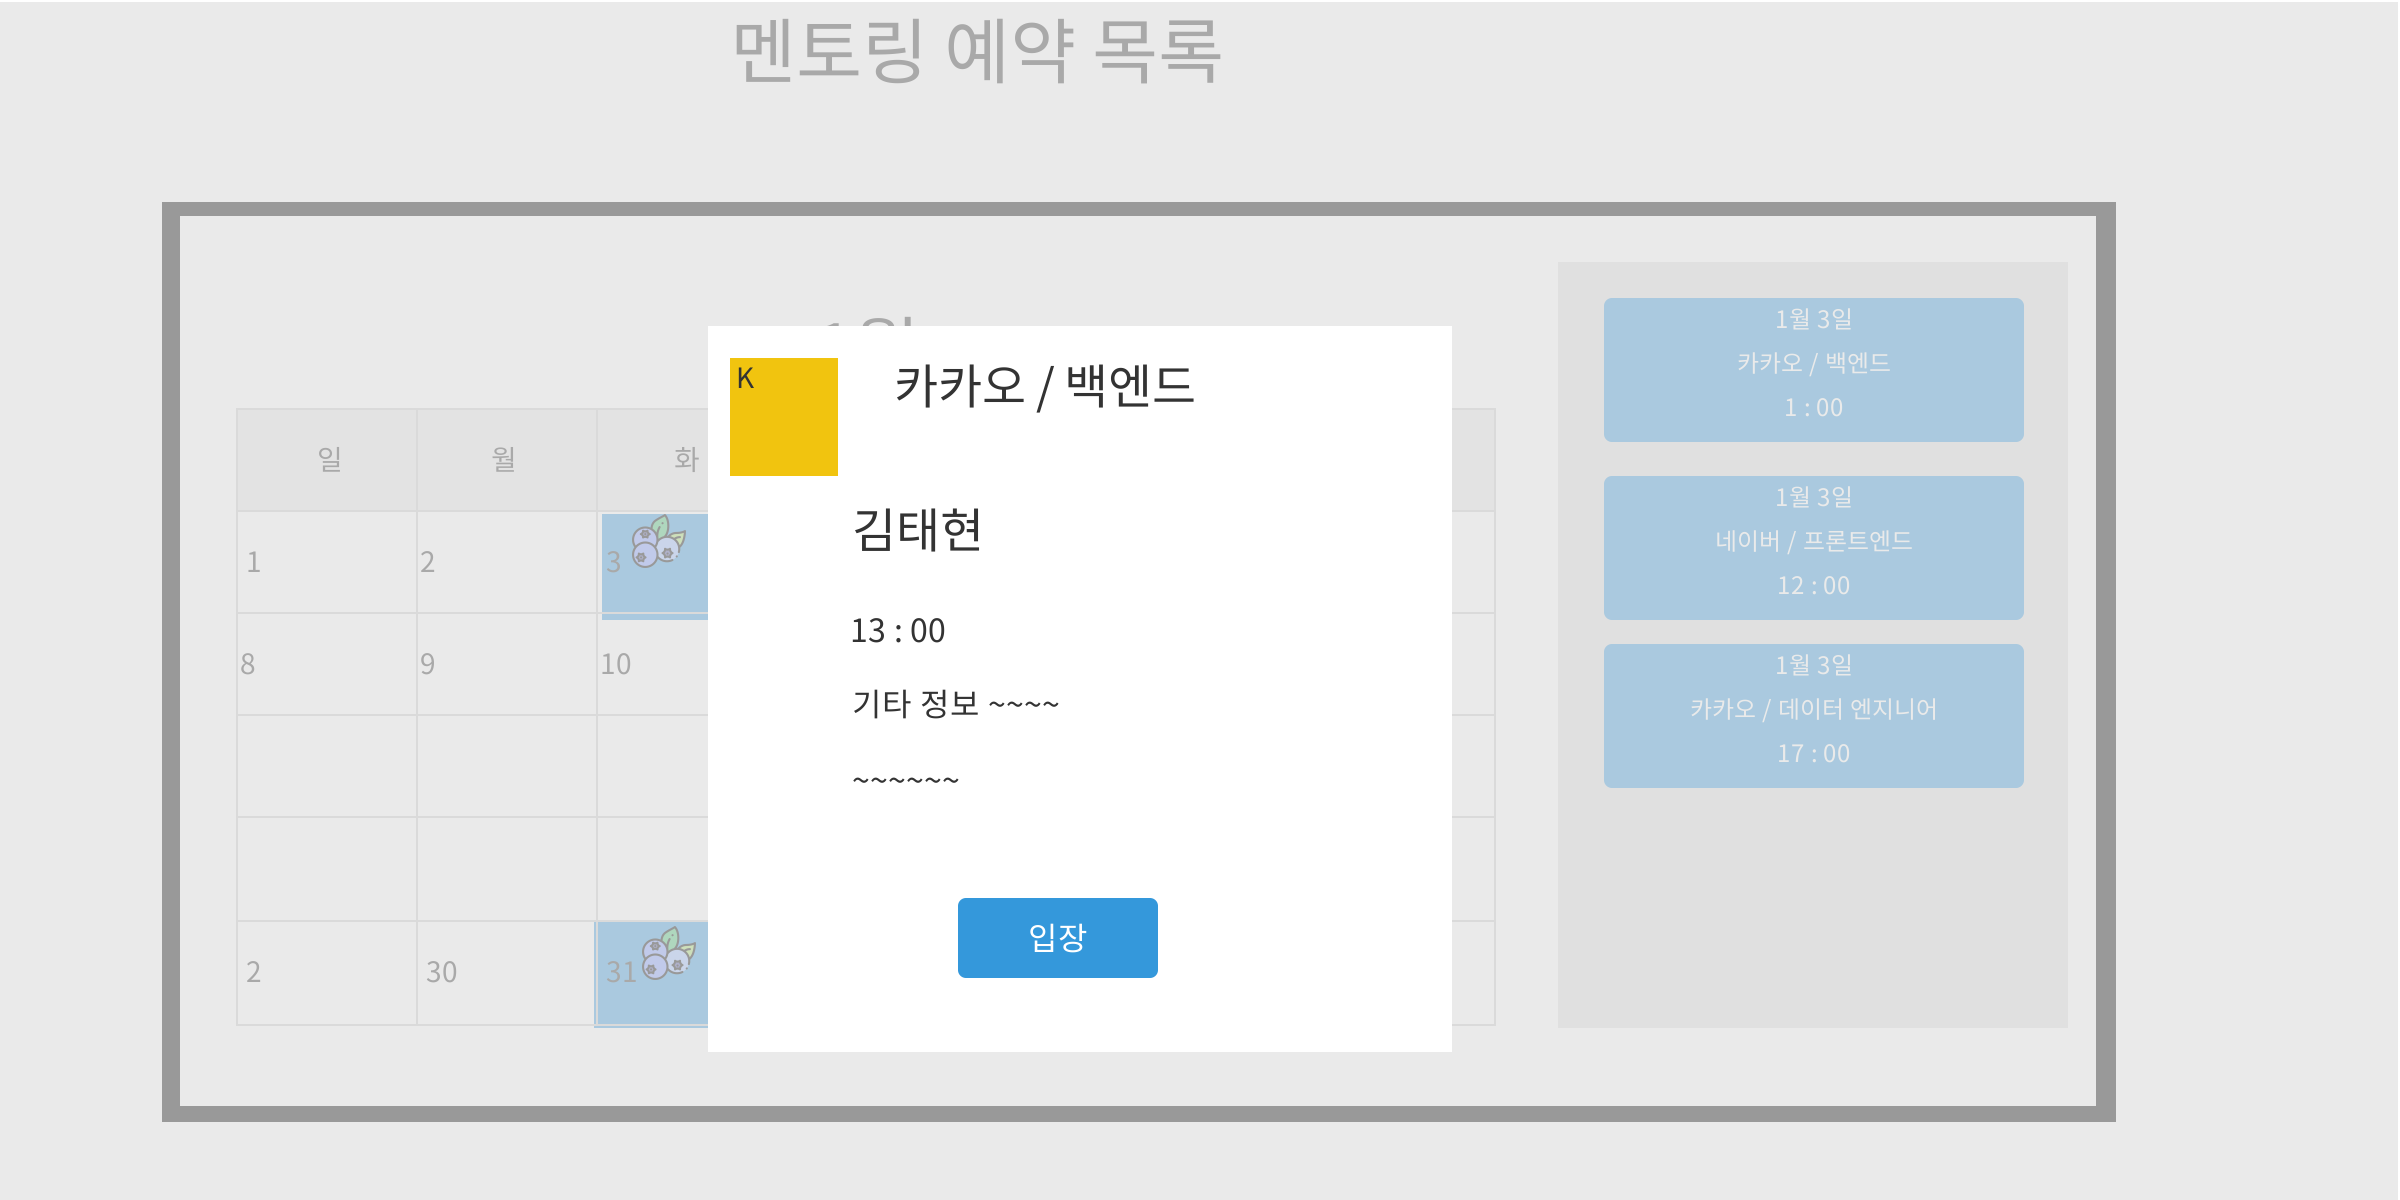 멘토링 예약 목록
일 월 화
1 2 3
8 9 10
2 30 31
K
카카오 / 백엔드
김태현
13 : 00
기타 정보 ~~~~
~~~~~~
입장
1월 3일
카카오 / 백엔드
1 : 00
1월 3일
네이버 / 프론트엔드
12 : 00
1월 3일
카카오 / 데이터 엔지니어
17 : 00